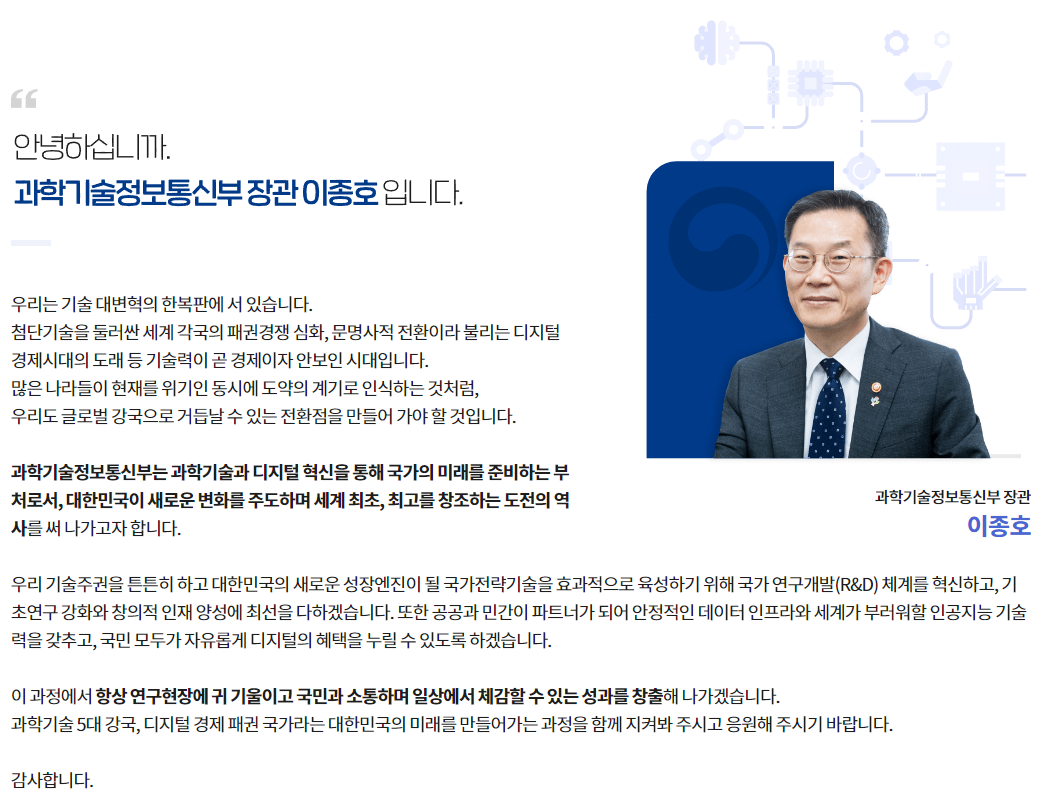 안녕하십니까.
과학기술정보통신부 장관 이종호 입니다.
우리는 기술 대변혁의 한복판에 서 있습니다.
첨단기술을 둘러싼 세계 각국의 패권경쟁 심화, 문명사적 전환이라 불리는 디지털
경제시대의 도래 등 기술력이 곧 경제이자 안보인 시대입니다.
많은 나라들이 현재를 위기인 동시에 도약의 계기로 인식하는 것처럼,
우리도 글로벌 강국으로 거듭날 수 있는 전환점을 만들어 가야 할 것입니다.
과학기술정보통신부는 과학기술과 디지털 혁신을 통해 국가의 미래를 준비하는 부
처로서, 대한민국이 새로운 변화를 주도하며 세계 최초, 최고를 창조하는 도전의 역
사를 써 나가고자 합니다.
과학기술정보통신부 장관
이종호
우리 기술주권을 튼튼히 하고 대한민국의 새로운 성장엔진이 될 국가전략기술을 효과적으로 육성하기 위해 국가 연구개발(R&D) 체계를 혁신하고, 기
초연구 강화와 창의적 인재 양성에 최선을 다하겠습니다. 또한 공공과 민간이 파트너가 되어 안정적인 데이터 인프라와 세계가 부러워할 인공지능 기술
력을 갖추고, 국민 모두가 자유롭게 디지털의 혜택을 누릴 수 있도록 하겠습니다.
이 과정에서 항상 연구현장에 귀 기울이고 국민과 소통하며 일상에서 체감할 수 있는 성과를 창출해 나가겠습니다.
과학기술 5대 강국, 디지털 경제 패권 국가라는 대한민국의 미래를 만들어가는 과정을 함께 지켜봐 주시고 응원해 주시기 바랍니다.
감사합니다.